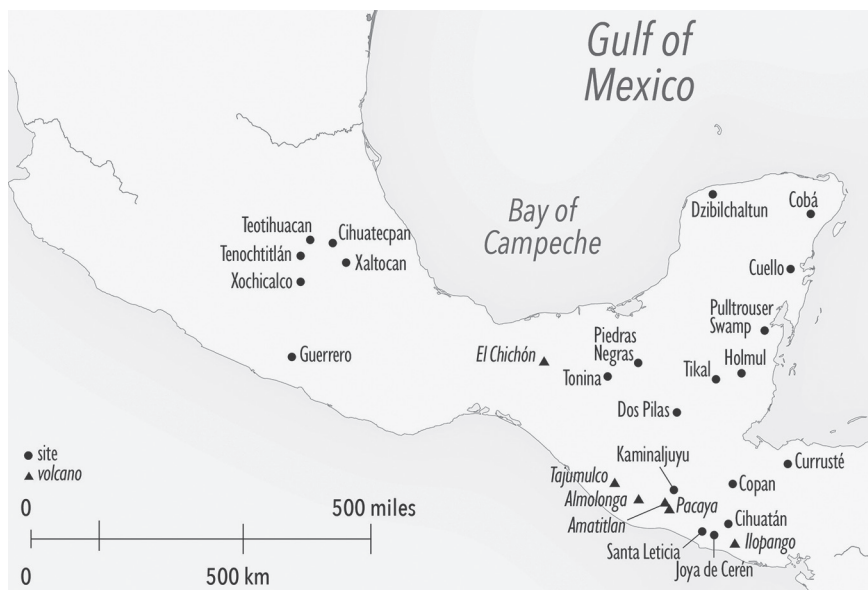 Gulf of
Mexico
Bay of
Campeche
Dzibilchaltun
Cobá
Teotihuacan
Cihuatecpan
Tenochtitlán
Xaltocan
Xochicalco
Cuello
Pulltrouser
Swamp
Guerrero
El Chichón
Piedras
Negras
Tonina
Tikal
Holmul
Dos Pilas
Kaminaljuyu
Currusté
Tajumulco
Almolonga
Copan
Pacaya
Amatitlan
Cihuatán
Ilopango
Santa Leticia
Joya de Cerén
site
volcano
0
500 miles
0
500 km